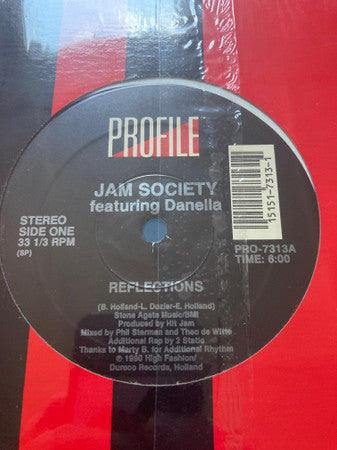 PROFILE
JAM SOCIETY
featuring Danella
STEREO
SIDE ONE
33 1/3 RPM
(SP)
15151-7313-1
PRO-7313A
TIME: 6:00
REFLECTIONS
(B. Holland-L. Dozier-E. Holland)
Stone Agate Music/BMI
Produced by Hit Jam
Mixed by Phil Sterman and Theo de Witte
Additional Rap by 2 Static
Thanks to Marty B. for Additional Rhythm
℗ 1990 High Fashion/
Dureco Records, Holland